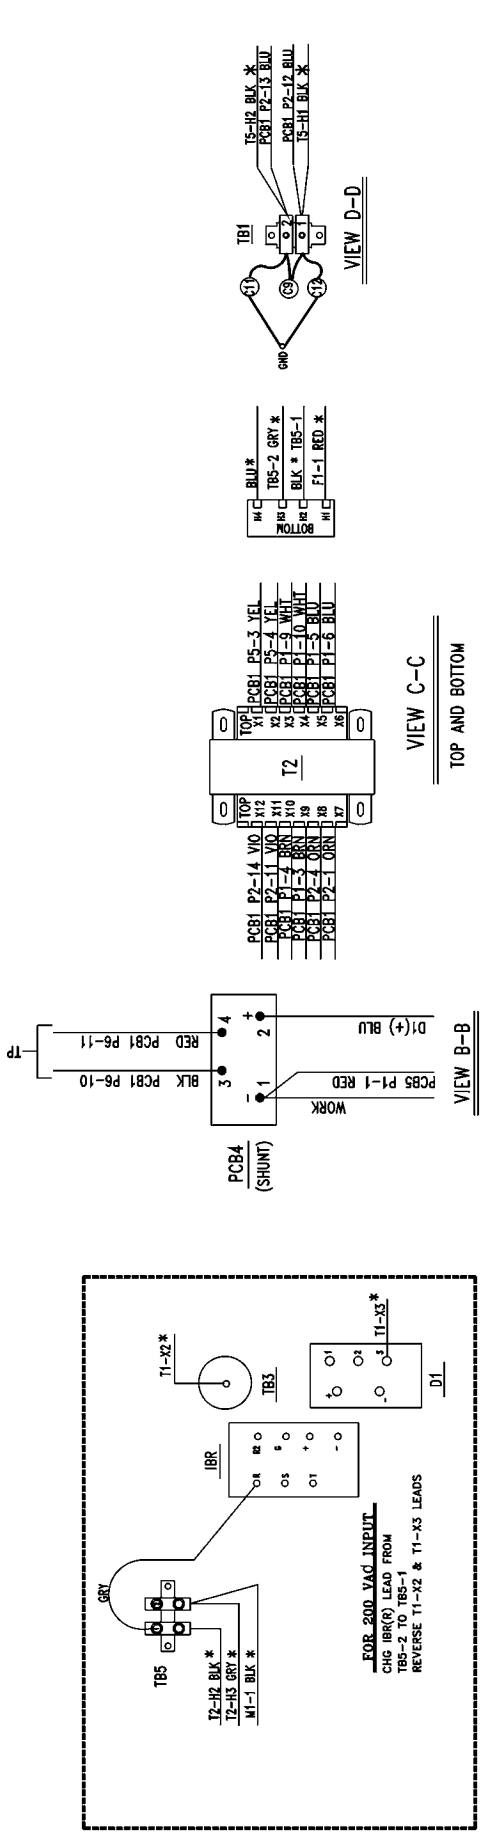 T5-H2 BLK *
PCB1 P2-13 BLU
PCB1 P2-12 BLU
T5-H1 BLK *
TB1
2
1
C11
C9
C12
GND
VIEW D-D
BLU *
TB5-2 GRY *
BLK * TB5-1
F1-1 RED *
H4
H3
H2
H1
BOTTOM
PCB1 P5-3 YEL
PCB1 P5-4 YEL
PCB1 P1-9 WHT
PCB1 P1-10 WHT
PCB1 P1-5 BLU
PCB1 P1-6 BLU
TOP
X1
X2
X3
X4
X5
X6
T2
TOP
X12
X11
X10
X9
X8
X7
PCB1 P2-14 VIO
PCB1 P2-11 VIO
PCB1 P1-4 BRN
PCB1 P1-3 BRN
PCB1 P2-4 ORN
PCB1 P2-1 ORN
VIEW C-C
TOP AND BOTTOM
TP
RED PCB1 P6-11
BLK PCB1 P6-10
4
3
+
2
-
1
D1(+) BLU
PCB5 P1-1 RED
WORK
PCB4
(SHUNT)
VIEW B-B
T1-X2*
TB3
T1-X3*
1
2
3
+
-
D1
IBR
R2
G
+
-
R
S
T
GRY
TB5
T2-H2 BLK *
T2-H3 GRY *
M1-1 BLK *
FOR 200 VAC INPUT
CHG IBR(R) LEAD FROM
TB5-2 TO TB5-1
REVERSE T1-X2 & T1-X3 LEADS